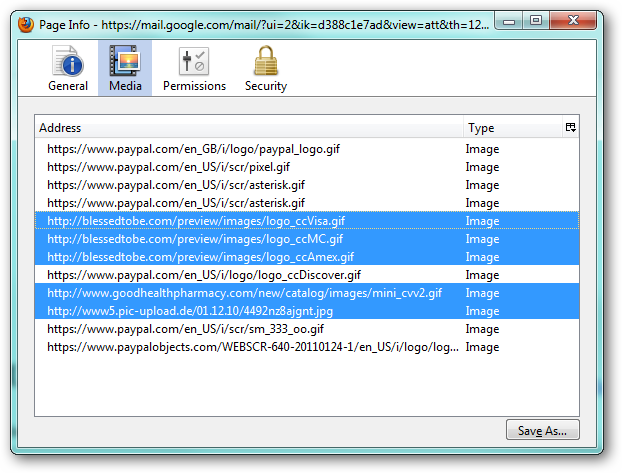 Page Info - https://mail.google.com/mail/?ui=2&ik=d388c1e7ad&view=att&th=12...
General Media Permissions Security
Address Type
https://www.paypal.com/en_GB/i/logo/paypal_logo.gif Image
https://www.paypal.com/en_US/i/scr/pixel.gif Image
https://www.paypal.com/en_US/i/scr/asterisk.gif Image
https://www.paypal.com/en_US/i/scr/asterisk.gif Image
http://blessedtobe.com/preview/images/logo_ccVisa.gif Image
http://blessedtobe.com/preview/images/logo_ccMC.gif Image
http://blessedtobe.com/preview/images/logo_ccAmex.gif Image
https://www.paypal.com/en_US/i/logo/logo_ccDiscover.gif Image
http://www.goodhealthpharmacy.com/new/catalog/images/mini_cvv2.gif Image
http://www5.pic-upload.de/01.12.10/4492nz8ajgnt.jpg Image
https://www.paypal.com/en_US/i/scr/sm_333_oo.gif Image
https://www.paypalobjects.com/WEBSCR-640-20110124-1/en_US/i/logo/log... Image
Save As...